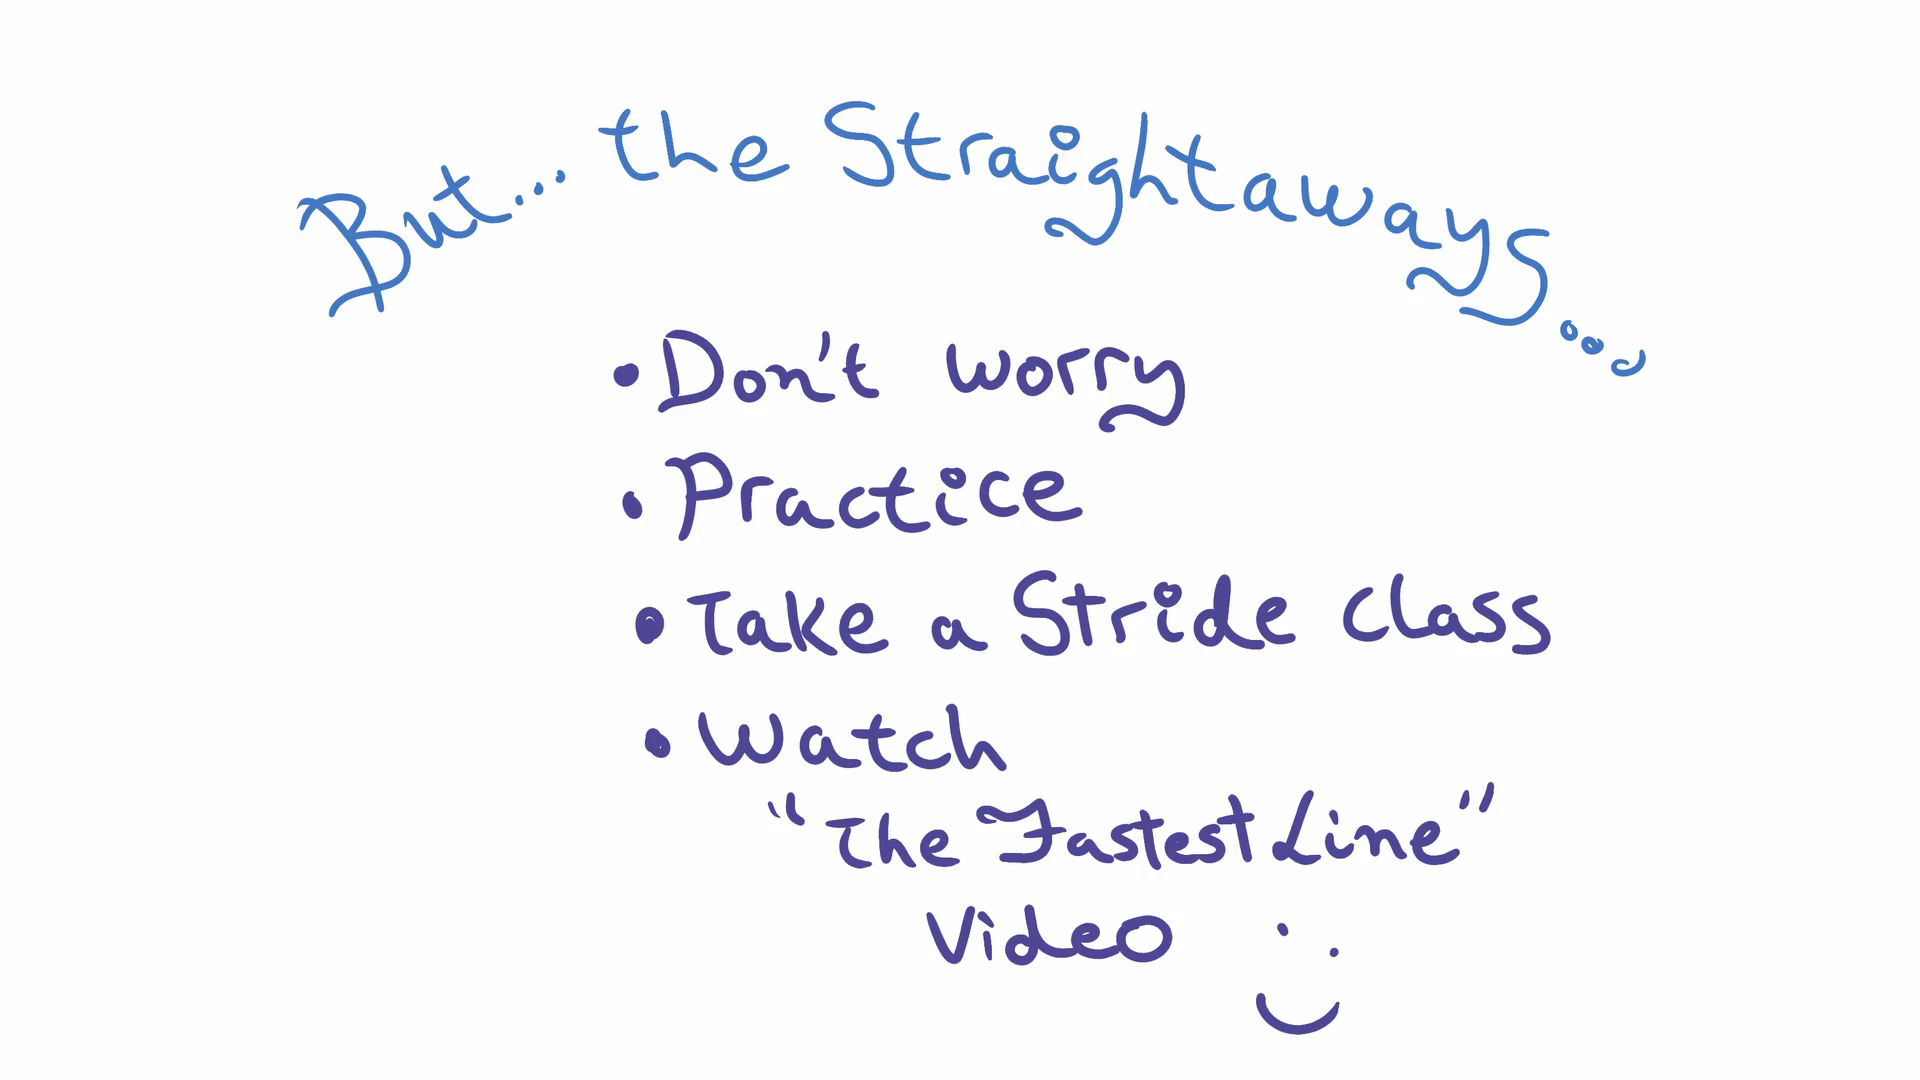 But... the Straightaways...
• Don't worry
• Practice
• Take a Stride class
• Watch
"The Fastest Line"
Video